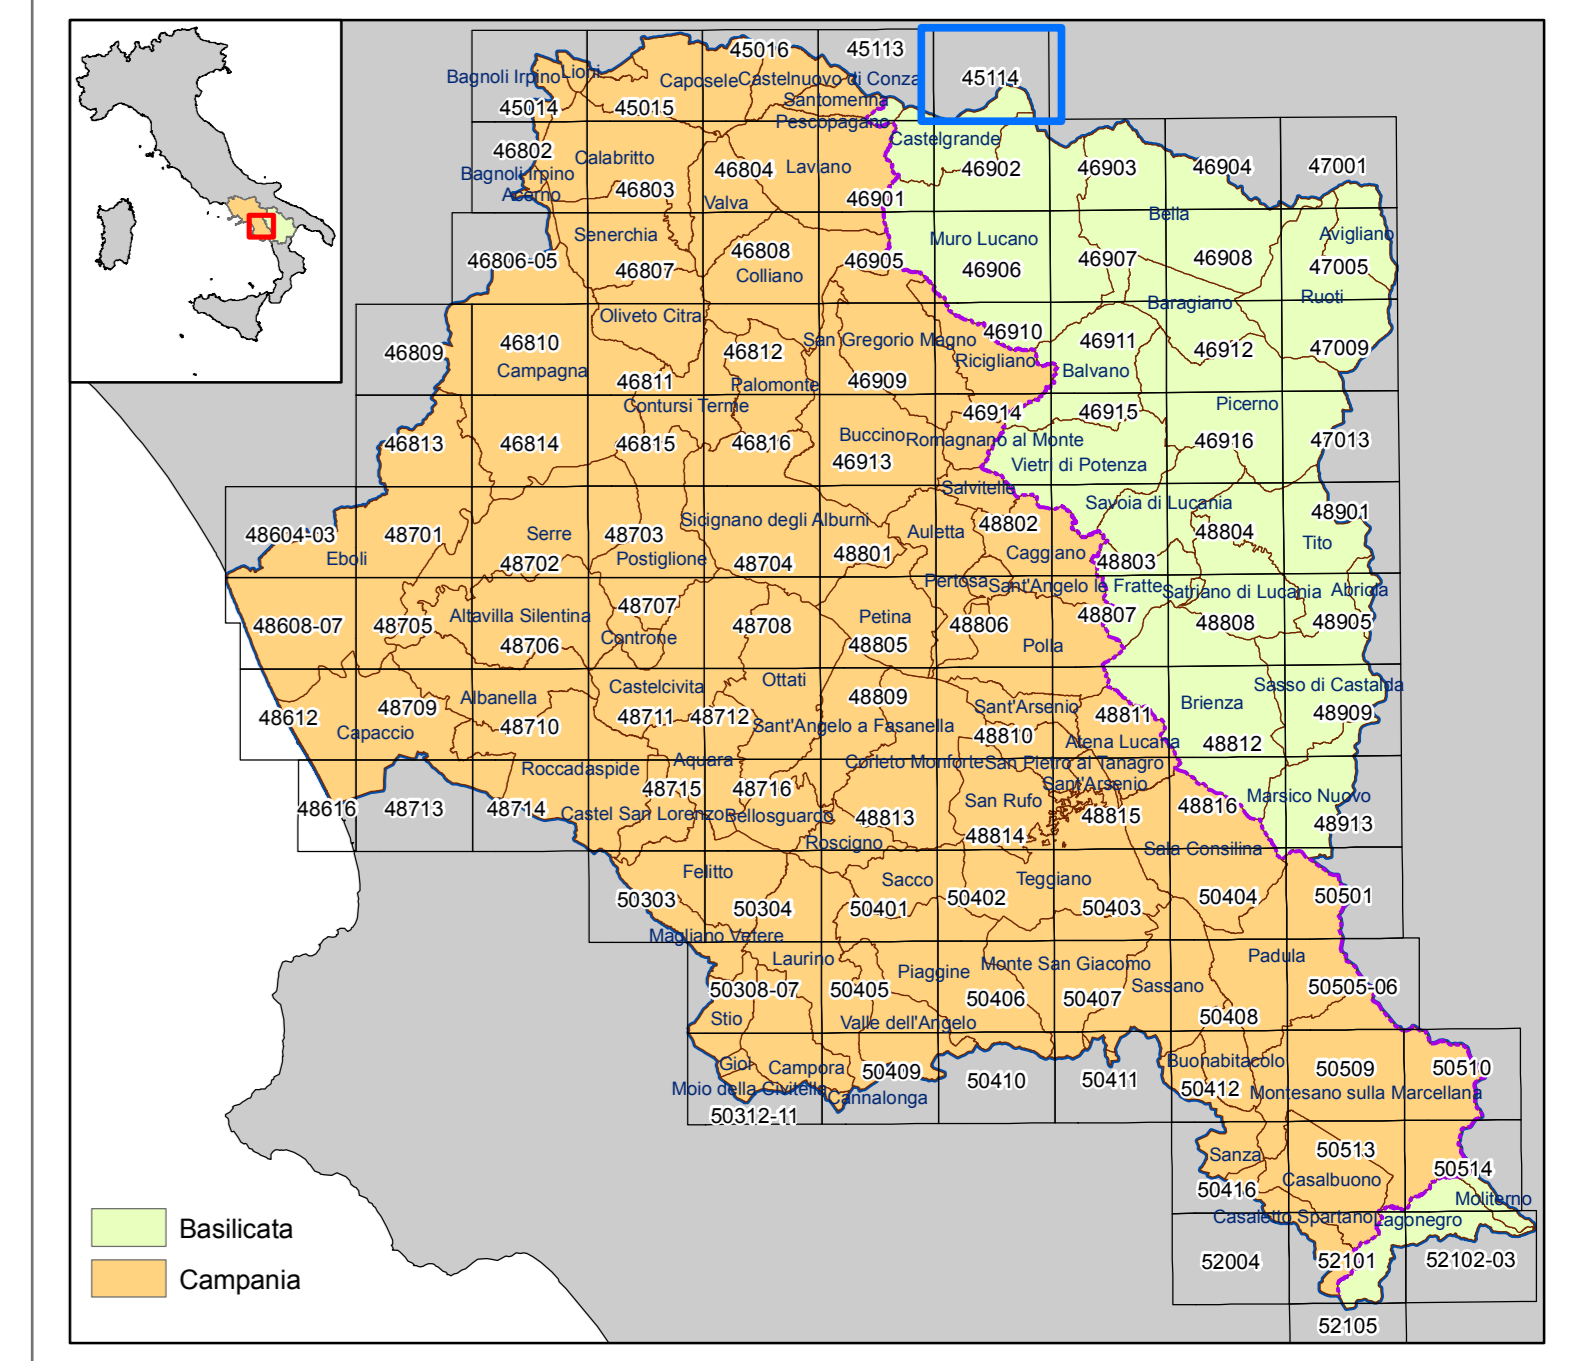 45016
45113
45114
Bagnoli Irpino
Lioni
Caposele
Castelnuovo di Conza
45014
45015
Santomenna
Pescopagano
Castelgrande
46802
Calabritto
46804
Laviano
46902
46903
46904
47001
Bagnoli Irpino
Acerno
46803
Valva
46901
Bella
Senerchia
Muro Lucano
Avigliano
46806-05
46807
46808
Colliano
46905
46906
46907
46908
47005
Oliveto Citra
Baragiano
Ruoti
46809
46810
Campagna
46812
San Gregorio Magno
46910
46911
46912
47009
46811
Palomonte
46909
Ricigliano
Balvano
Contursi Terme
46914
46915
Picerno
46813
46814
46815
46816
Buccino
Romagnano al Monte
46916
47013
46913
Vietri di Potenza
Salvitelle
Savoia di Lucania
48604-03
48701
Serre
48703
Sicignano degli Alburni
Auletta
48802
48804
48901
Eboli
48702
Postiglione
48704
48801
Caggiano
48803
Tito
Pertosa
Sant'Angelo le Fratte
Satriano di Lucania
Abriola
48608-07
48705
Altavilla Silentina
48707
48708
Petina
48806
48807
48808
48905
48706
Controne
48805
Polla
48612
48709
Albanella
Castelcivita
Ottati
48809
Sant'Arsenio
48811
Brienza
Sasso di Castalda
Capaccio
48710
48711
48712
Sant'Angelo a Fasanella
48810
Atena Lucana
48812
48909
Roccadaspide
Aquara
Corleto Monforte
San Pietro al Tanagro
48616
48713
48714
48715
48716
San Rufo
Sant'Arsenio
48816
Marsico Nuovo
Castel San Lorenzo
Bellosguardo
48813
48814
48815
48913
Roscigno
Sala Consilina
Felitto
Sacco
Teggiano
50303
50304
50401
50402
50403
50404
50501
Magliano Vetere
Laurino
Piaggine
Monte San Giacomo
Padula
50308-07
50405
50406
50407
Sassano
50505-06
Stio
Valle dell'Angelo
50408
Gioi
Campora
50409
50410
50411
Buonabitacolo
50509
50510
Moio della Civitella
Cannalonga
50412
Montesano sulla Marcellana
50312-11
Sanza
50513
50514
50416
Casalbuono
Moliterno
Casaletto Spartano
Lagonegro
52004
52101
52102-03
52105
Basilicata
Campania